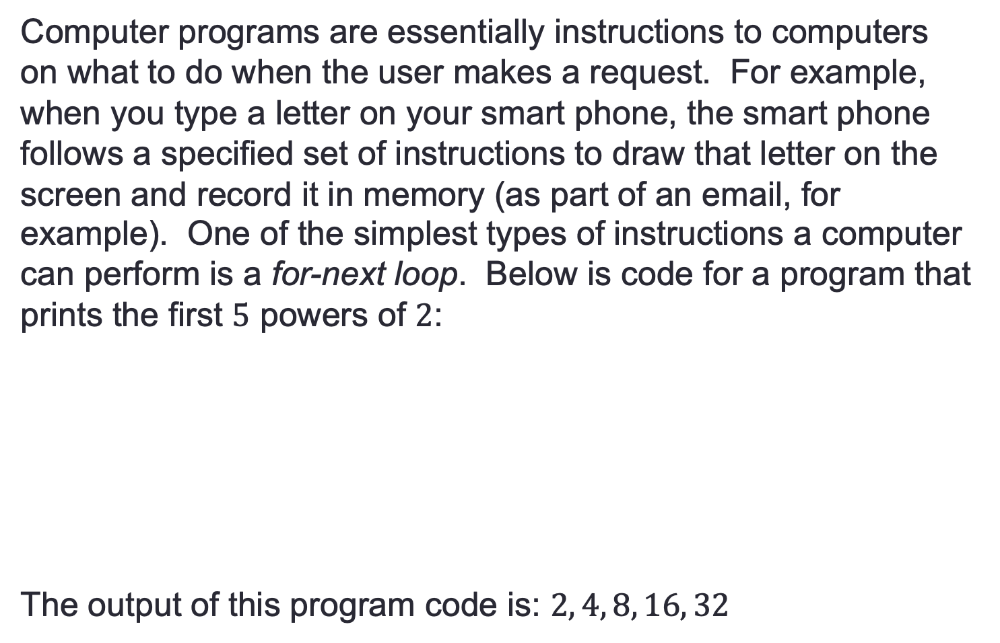 Computer programs are essentially instructions to computers
on what to do when the user makes a request.  For example,
when you type a letter on your smart phone, the smart phone
follows a specified set of instructions to draw that letter on the
screen and record it in memory (as part of an email, for
example).  One of the simplest types of instructions a computer
can perform is a for-next loop.  Below is code for a program that
prints the first 5 powers of 2:
The output of this program code is: 2, 4, 8, 16, 32